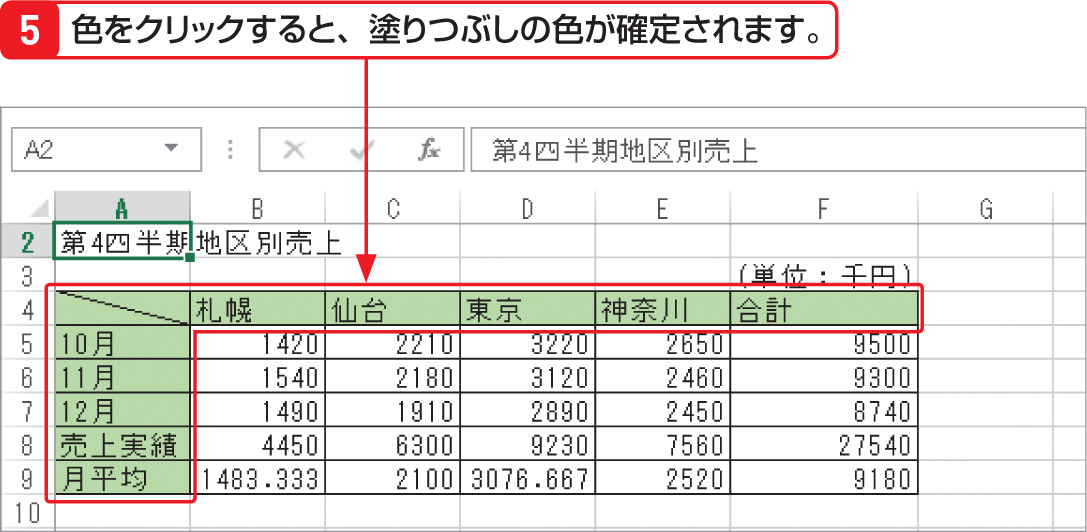 5 色をクリックすると、塗りつぶしの色が確定されます。
A2 fx 第4四半期地区別売上
A B C D E F G
2 第4四半期地区別売上
3 (単位：千円)
4 札幌 仙台 東京 神奈川 合計
5 10月 1420 2210 3220 2650 9500
6 11月 1540 2180 3120 2460 9300
7 12月 1490 1910 2890 2450 8740
8 売上実績 4450 6300 9230 7560 27540
9 月平均 1483.333 2100 3076.667 2520 9180
10